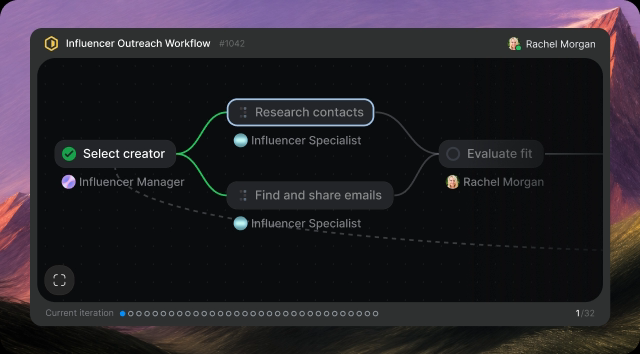 Influencer Outreach Workflow #1042
Rachel Morgan
Research contacts
Influencer Specialist
Select creator
Influencer Manager
Evaluate fit
Rachel Morgan
Find and share emails
Influencer Specialist
Current iteration
1/32